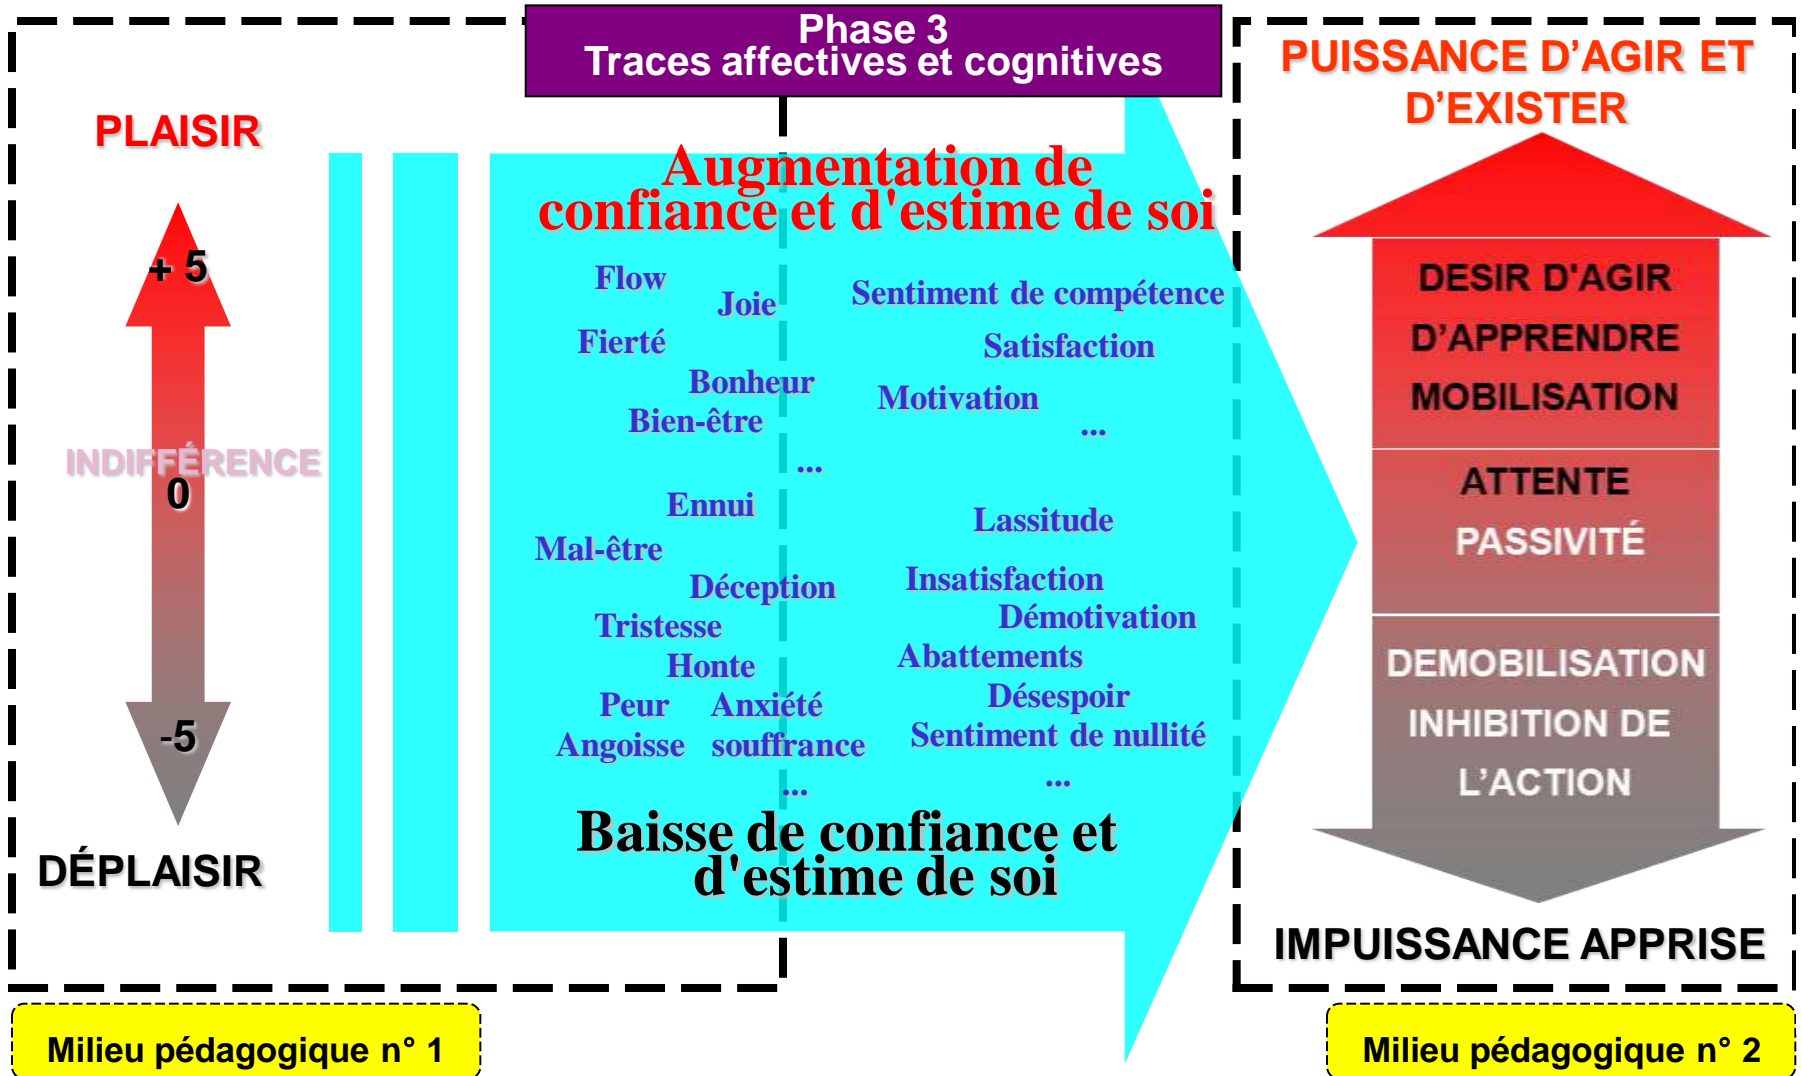 Phase 3
Traces affectives et cognitives
PLAISIR
+ 5
INDIFFÉRENCE
0
-5
DÉPLAISIR
Augmentation de
confiance et d'estime de soi
Flow
Joie
Sentiment de compétence
Fierté
Satisfaction
Bonheur
Motivation
Bien-être
...
...
Ennui
Lassitude
Mal-être
Déception
Insatisfaction
Démotivation
Tristesse
Honte
Abattements
Peur Anxiété
Désespoir
Angoisse souffrance
Sentiment de nullité
...
...
Baisse de confiance et
d'estime de soi
PUISSANCE D’AGIR ET
D’EXISTER
DESIR D'AGIR
D’APPRENDRE
MOBILISATION
ATTENTE
PASSIVITÉ
DEMOBILISATION
INHIBITION DE
L’ACTION
IMPUISSANCE APPRISE
Milieu pédagogique n° 1
Milieu pédagogique n° 2